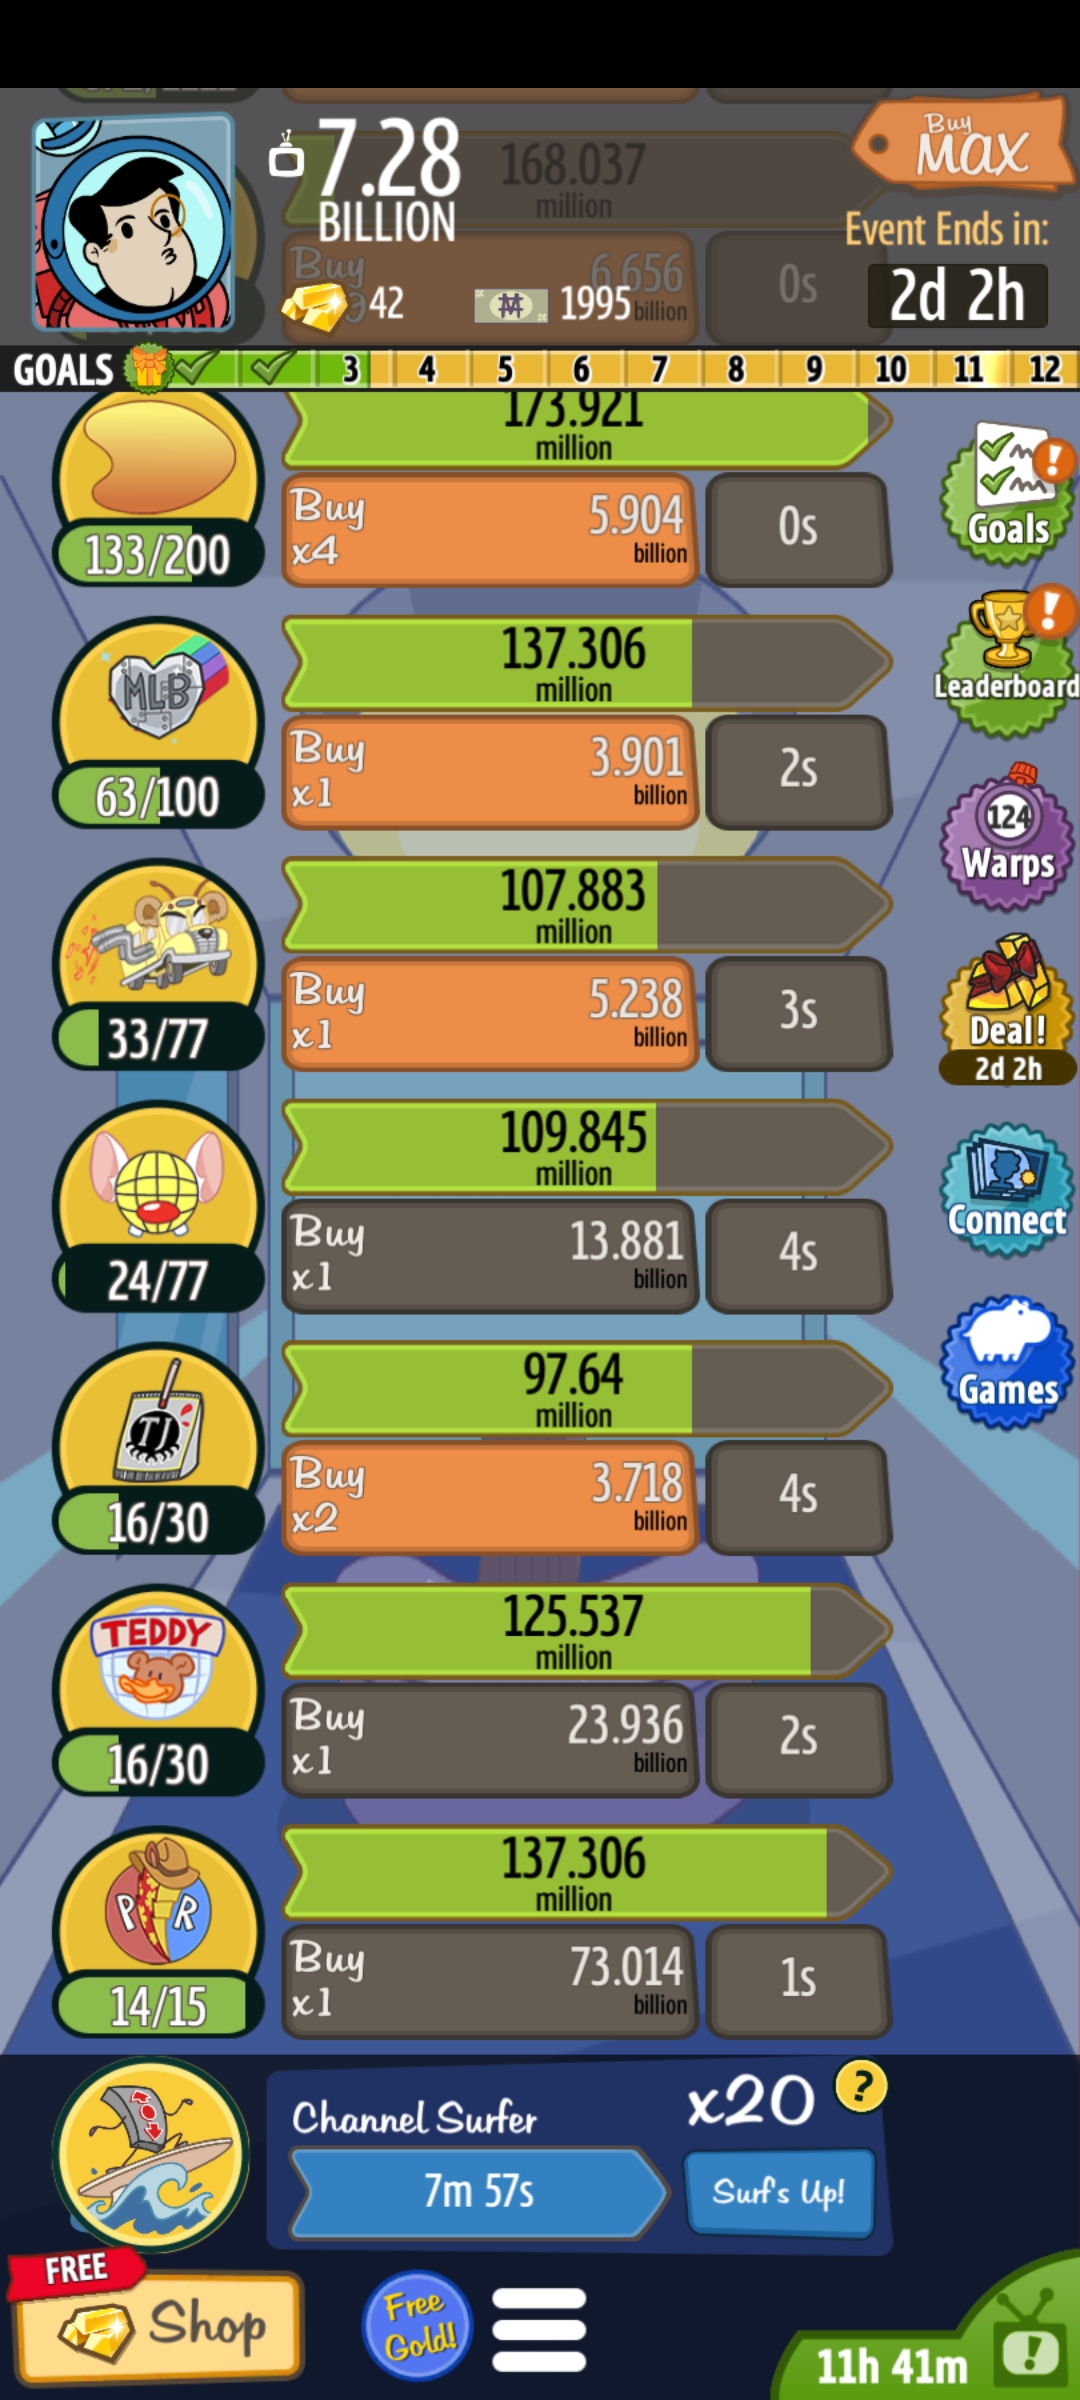 7.28
BILLION
168.037
million
Buy
MAX
Event Ends in:
2d 2h
Buy
6.656
billion
0s
42
1995
GOALS
3
4
5
6
7
8
9
10
11
12
173.921
million
133/200
Buy
x4
5.904
billion
0s
Goals
MLB
137.306
million
63/100
Buy
x1
3.901
billion
2s
Leaderboard
107.883
million
33/77
Buy
x1
5.238
billion
3s
124
Warps
Deal!
2d 2h
109.845
million
24/77
Buy
x1
13.881
billion
4s
Connect
TJ
97.64
million
16/30
Buy
x2
3.718
billion
4s
Games
TEDDY
125.537
million
16/30
Buy
x1
23.936
billion
2s
P R
137.306
million
14/15
Buy
x1
73.014
billion
1s
Channel Surfer
x20
?
7m 57s
Surf's Up!
FREE
Shop
Free
Gold!
11h 41m
!